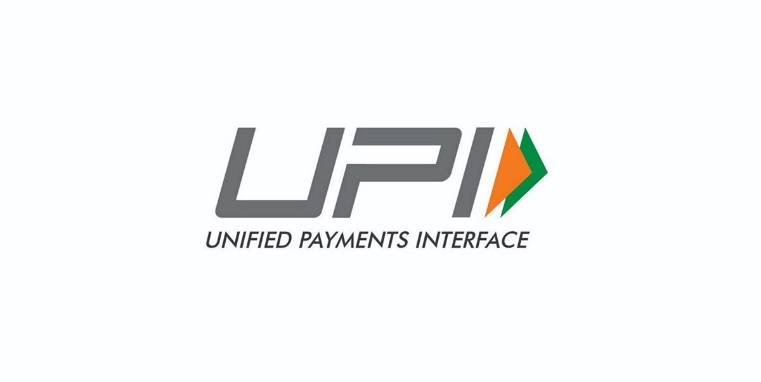 UPI
UNIFIED PAYMENTS INTERFACE